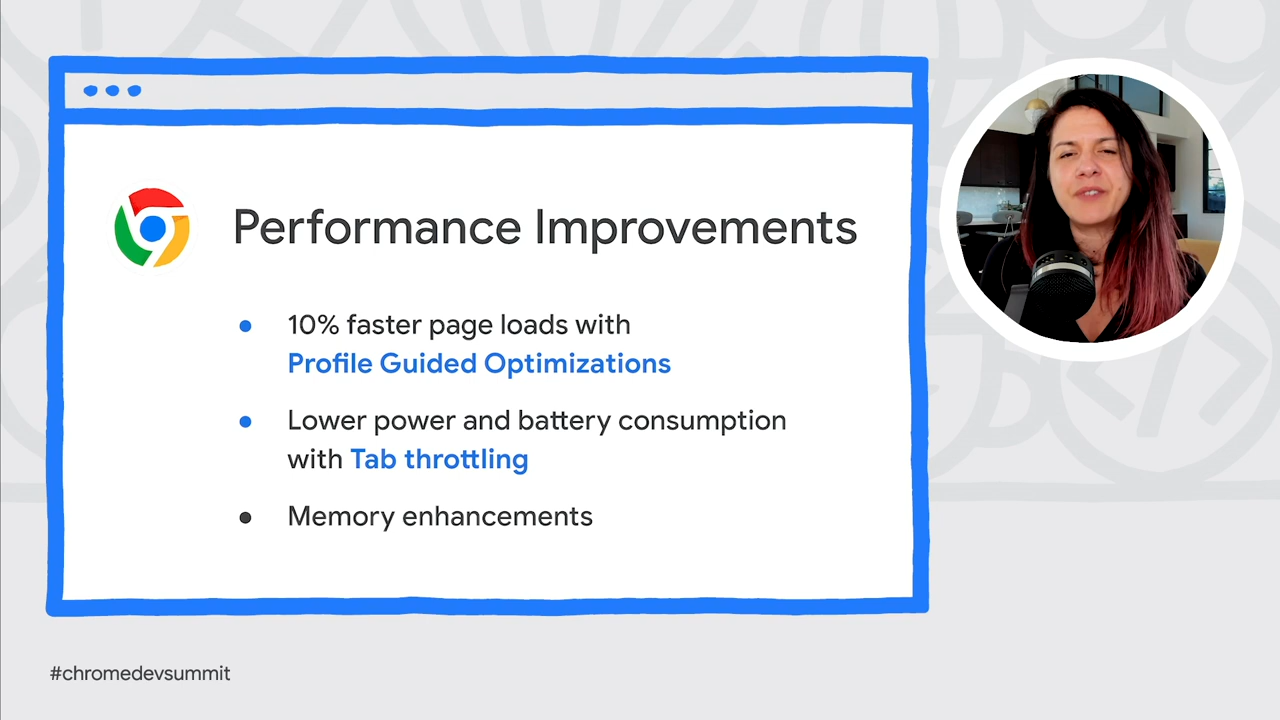 Performance Improvements
10% faster page loads with
Profile Guided Optimizations
Lower power and battery consumption
with Tab throttling
Memory enhancements
#chromedevsummit